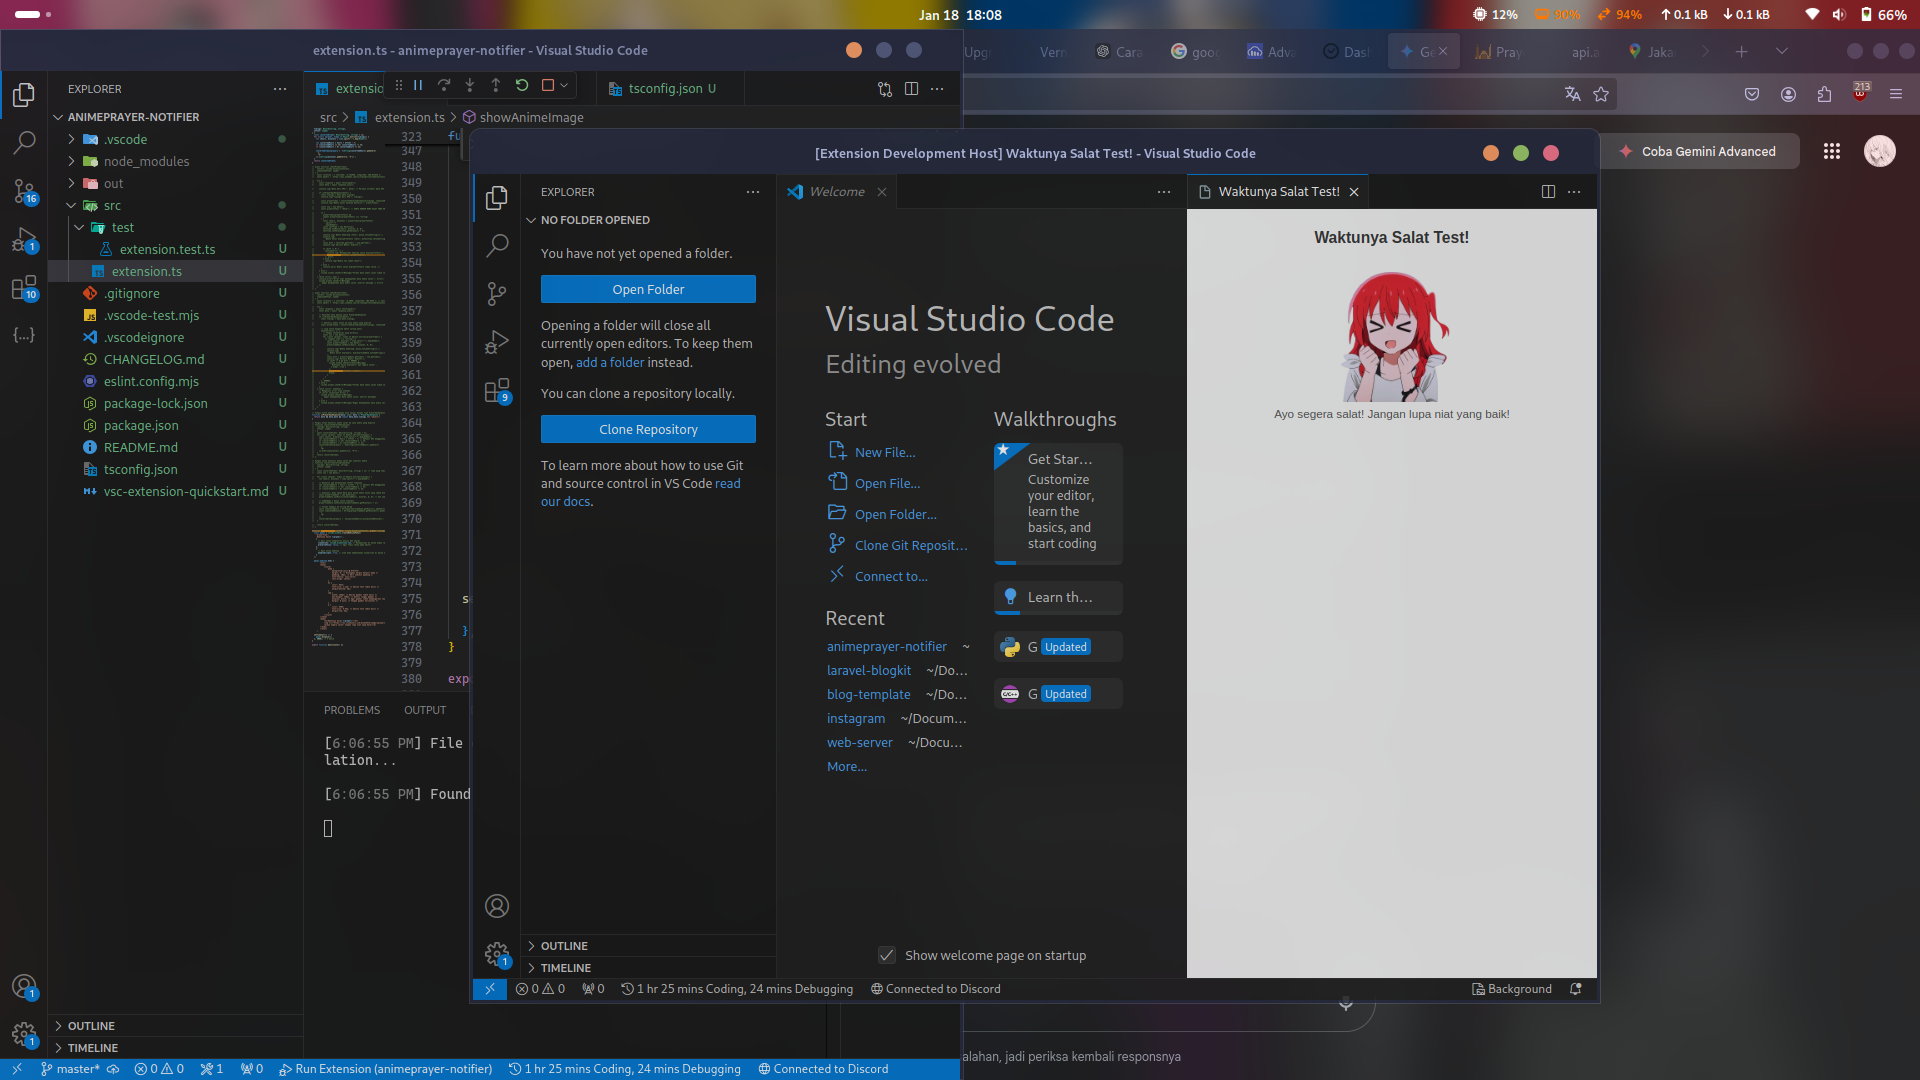 Jan 18 18:08
12%
90%
94%
0.1 kB
0.1 kB
66%
extension.ts - animeprayer-notifier - Visual Studio Code
Upg
Vern
Cara
goog
Adva
Das
Ge
Pray
api.a
Jaka
EXPLORER
extensio
tsconfig.json U
213
ANIMEPRAYER-NOTIFIER
src > extension.ts > showAnimeImage
.vscode
node_modules
out
src
test
extension.test.ts U
extension.ts U
.gitignore U
.vscode-test.mjs U
.vscodeignore U
CHANGELOG.md U
eslint.config.mjs U
package-lock.json U
package.json U
README.md U
tsconfig.json U
vsc-extension-quickstart.md U
16
1
10
323 fu
347
348
349
350
351
352
353
354
355
356
357
358
359
360
361
362
363
364
365
366
367
368
369
370
371
372
373
374
375 s
376
377 }
378 }
379
380 exp
PROBLEMS OUTPUT
[6:06:55 PM] File
lation...
[6:06:55 PM] Found
OUTLINE
TIMELINE
1
1
master* 0 0 1 0 Run Extension (animeprayer-notifier) 1 hr 25 mins Coding, 24 mins Debugging Connected to Discord
[Extension Development Host] Waktunya Salat Test! - Visual Studio Code
EXPLORER
NO FOLDER OPENED
You have not yet opened a folder.
Open Folder
Opening a folder will close all
currently open editors. To keep them
open, add a folder instead.
You can clone a repository locally.
Clone Repository
To learn more about how to use Git
and source control in VS Code read
our docs.
9
1
OUTLINE
TIMELINE
Welcome
Visual Studio Code
Editing evolved
Start
New File...
Open File...
Open Folder...
Clone Git Reposit...
Connect to...
Recent
animeprayer-notifier ~
laravel-blogkit ~/Do...
blog-template ~/Do...
instagram ~/Docum...
web-server ~/Docu...
More...
Walkthroughs
Get Star...
Customize
your editor,
learn the
basics, and
start coding
Learn th...
G Updated
G Updated
Show welcome page on startup
Waktunya Salat Test!
Waktunya Salat Test!
Ayo segera salat! Jangan lupa niat yang baik!
0 0 0 1 hr 25 mins Coding, 24 mins Debugging Connected to Discord
Background
Coba Gemini Advanced
alahan, jadi periksa kembali responsnya